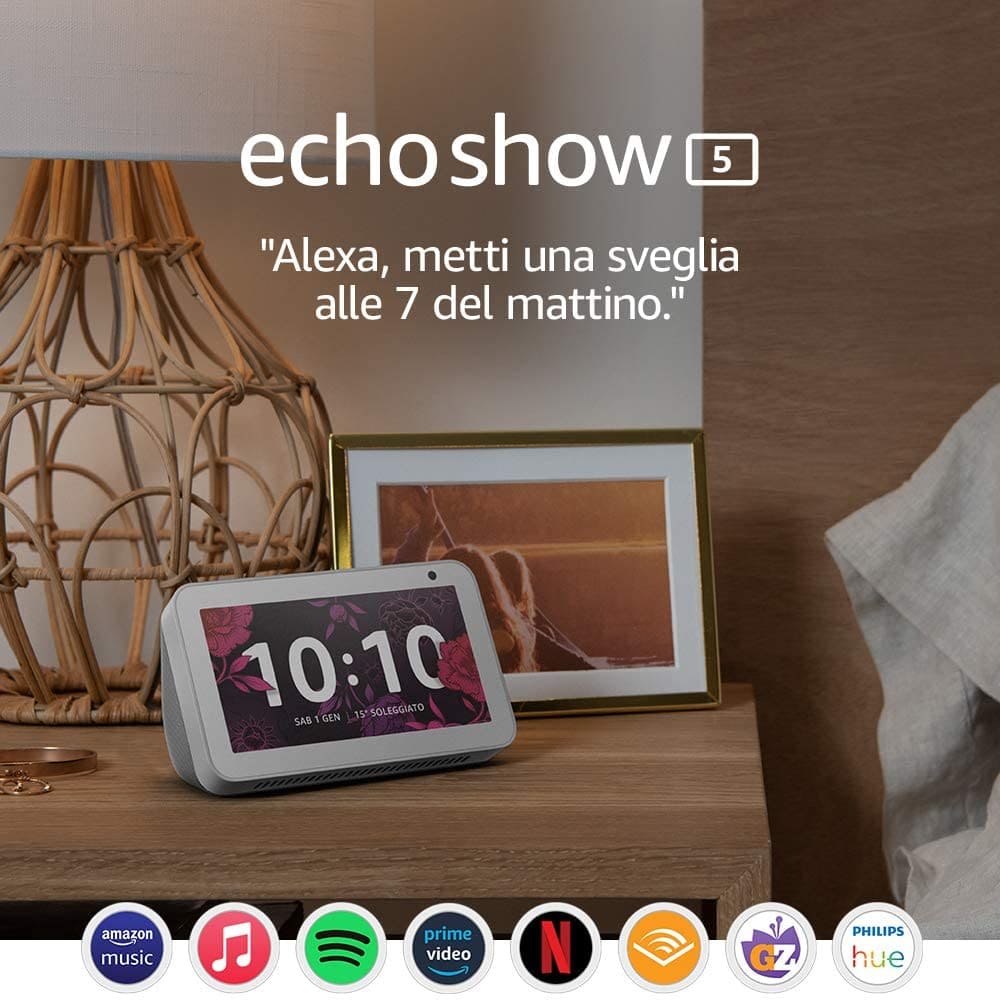 echo show 5
"Alexa, metti una sveglia
alle 7 del mattino."
10:10
SAB 1 GEN | 15° SOLEGGIATO
amazon
music
prime
video
N
GZ
PHILIPS
hue